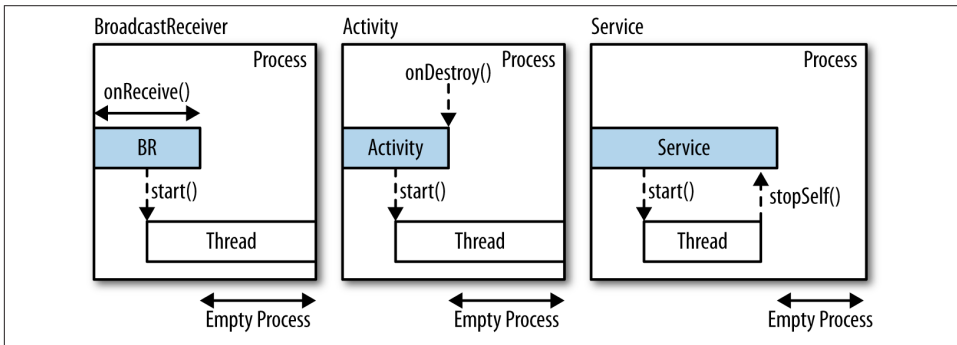 BroadcastReceiver
Process
onReceive()
BR
start()
Thread
Empty Process
Activity
Process
onDestroy()
Activity
start()
Thread
Empty Process
Service
Process
Service
start()
stopSelf()
Thread
Empty Process